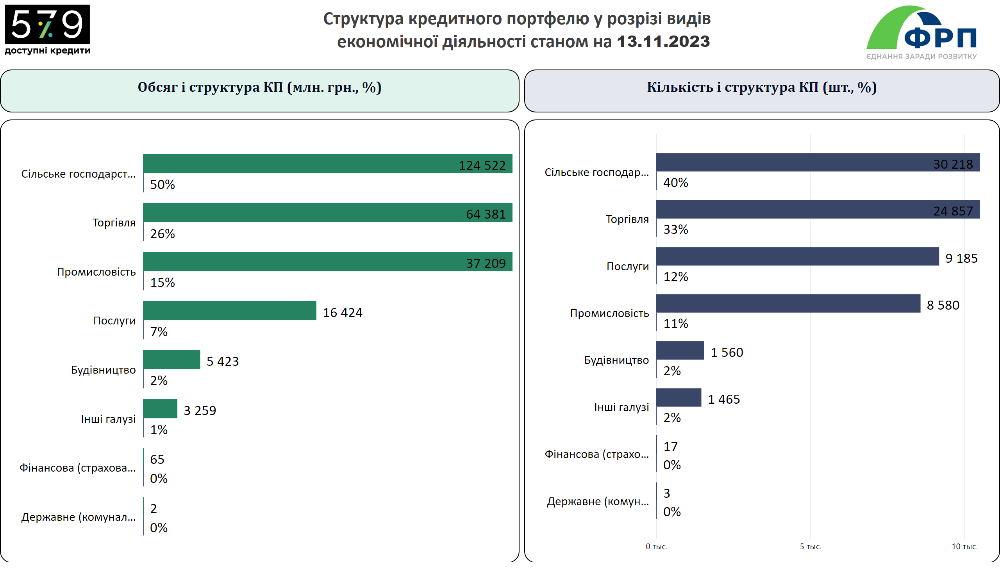 5%79
доступні кредити
Структура кредитного портфелю у розрізі видів
економічної діяльності станом на 13.11.2023
ФРП
ЄДНАННЯ ЗАРАДИ РОЗВИТКУ
Обсяг і структура КП (млн. грн., %)
Сільське господарст...
124 522
50%
Торгівля
64 381
26%
Промисловість
37 209
15%
Послуги
16 424
7%
Будівництво
5 423
2%
Інші галузі
3 259
1%
Фінансова (страхова...
65
0%
Державне (комунал...
2
0%
Кількість і структура КП (шт., %)
Сільське господар...
30 218
40%
Торгівля
24 857
33%
Послуги
9 185
12%
Промисловість
8 580
11%
Будівництво
1 560
2%
Інші галузі
1 465
2%
Фінансова (страхо...
17
0%
Державне (комун...
3
0%
0 тыс.
5 тыс.
10 тыс.